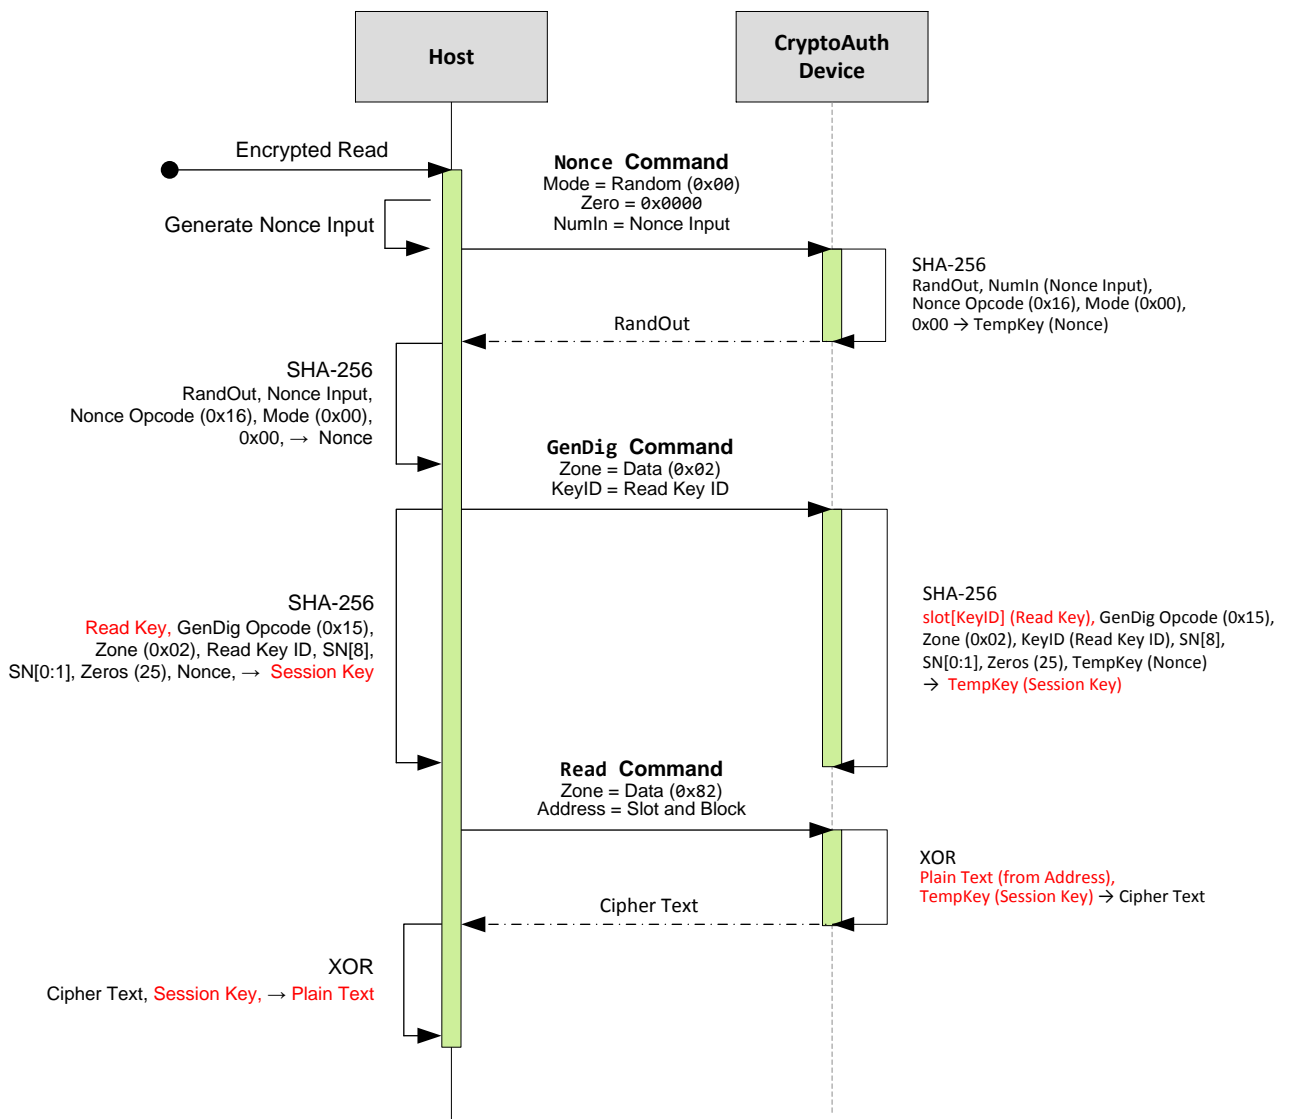 Host
CryptoAuth
Device
Encrypted Read
Nonce Command
Mode = Random (0x00)
Zero = 0x0000
NumIn = Nonce Input
Generate Nonce Input
SHA-256
RandOut, NumIn (Nonce Input),
Nonce Opcode (0x16), Mode (0x00),
0x00 → TempKey (Nonce)
RandOut
SHA-256
RandOut, Nonce Input,
Nonce Opcode (0x16), Mode (0x00),
0x00, → Nonce
GenDig Command
Zone = Data (0x02)
KeyID = Read Key ID
SHA-256
Read Key, GenDig Opcode (0x15),
Zone (0x02), Read Key ID, SN[8],
SN[0:1], Zeros (25), Nonce, → Session Key
SHA-256
slot[KeyID] (Read Key), GenDig Opcode (0x15),
Zone (0x02), KeyID (Read Key ID), SN[8],
SN[0:1], Zeros (25), TempKey (Nonce)
→ TempKey (Session Key)
Read Command
Zone = Data (0x82)
Address = Slot and Block
XOR
Plain Text (from Address),
TempKey (Session Key) → Cipher Text
Cipher Text
XOR
Cipher Text, Session Key, → Plain Text